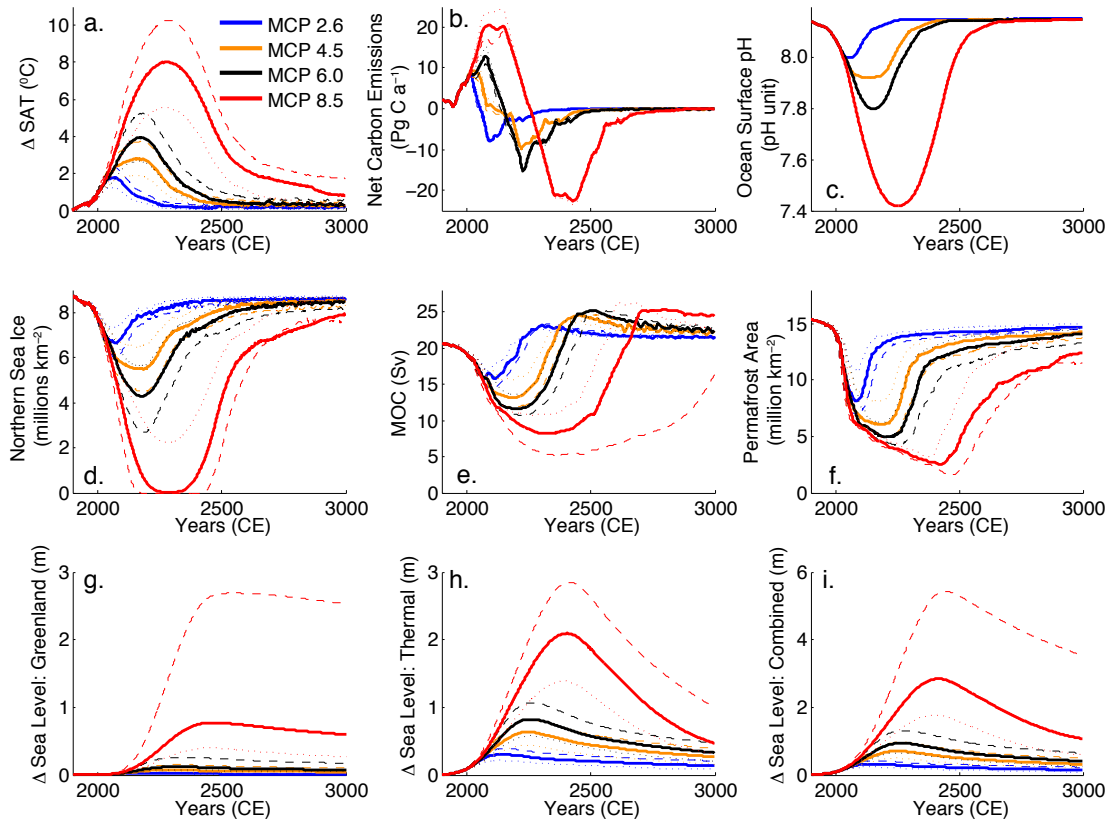 a.
MCP 2.6
MCP 4.5
MCP 6.0
MCP 8.5
Δ SAT (⁰C)
10
8
6
4
2
0
2000 2500 3000
Years (CE)
b.
Net Carbon Emissions
(Pg C a⁻¹)
20
10
0
−10
−20
2000 2500 3000
Years (CE)
c.
Ocean Surface pH
(pH unit)
8.0
7.8
7.6
7.4
2000 2500 3000
Years (CE)
d.
Northern Sea Ice
(millions km⁻²)
8
6
4
2
0
2000 2500 3000
Years (CE)
e.
MOC (Sv)
25
20
15
10
5
0
2000 2500 3000
Years (CE)
f.
Permafrost Area
(million km⁻²)
15
10
5
0
2000 2500 3000
Years (CE)
g.
Δ Sea Level: Greenland (m)
3
2
1
0
2000 2500 3000
Years (CE)
h.
Δ Sea Level: Thermal (m)
3
2
1
0
2000 2500 3000
Years (CE)
i.
Δ Sea Level: Combined (m)
6
4
2
0
2000 2500 3000
Years (CE)